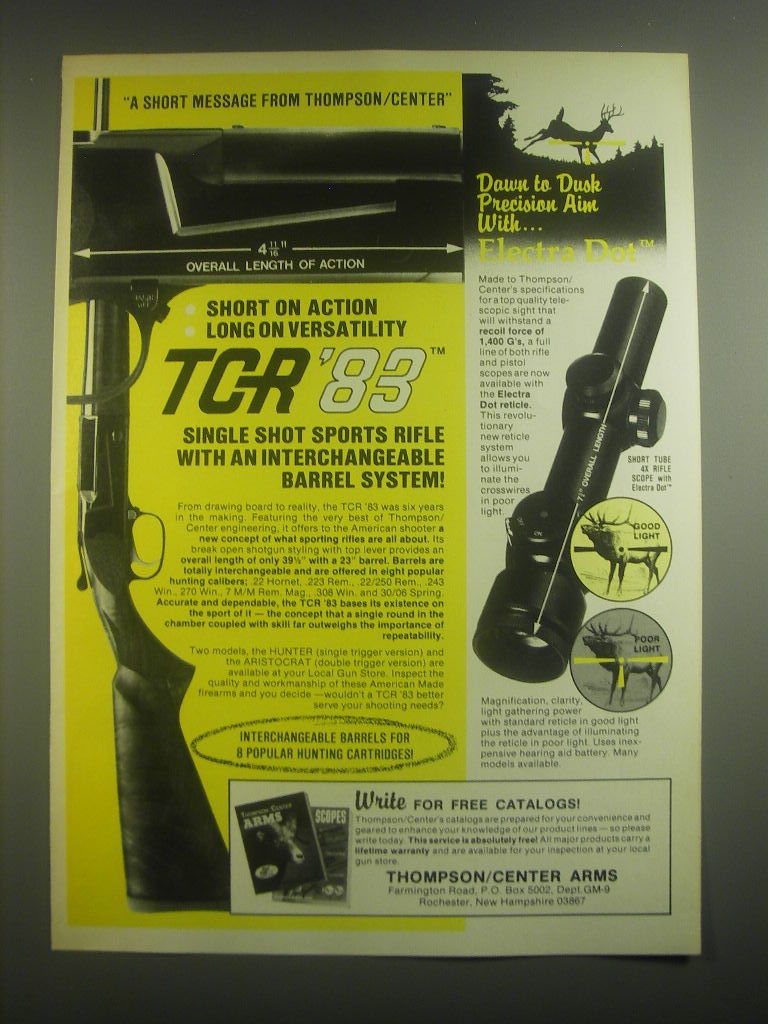 "A SHORT MESSAGE FROM THOMPSON/CENTER"
4 11/16"
OVERALL LENGTH OF ACTION
SHORT ON ACTION
LONG ON VERSATILITY
TCR '83™
SINGLE SHOT SPORTS RIFLE
WITH AN INTERCHANGEABLE
BARREL SYSTEM!
From drawing board to reality, the TCR '83 was six years
in the making. Featuring the very best of Thompson/
Center engineering, it offers to the American shooter a
new concept of what sporting rifles are all about. Its
break open shotgun styling with top lever provides an
overall length of only 39½" with a 23" barrel. Barrels are
totally interchangeable and are offered in eight popular
hunting calibers; .22 Hornet, .223 Rem., .22/250 Rem., .243
Win., .270 Win., 7 M/M Rem. Mag., .308 Win. and 30/06 Spring.
Accurate and dependable, the TCR '83 bases its existence on
the sport of it — the concept that a single round in the
chamber coupled with skill far outweighs the importance of
repeatability.
Two models, the HUNTER (single trigger version) and
the ARISTOCRAT (double trigger version) are
available at your Local Gun Store. Inspect the
quality and workmanship of these American Made
firearms and you decide — wouldn't a TCR '83 better
serve your shooting needs?
INTERCHANGEABLE BARRELS FOR
8 POPULAR HUNTING CARTRIDGES!
Dawn to Dusk
Precision Aim
With...
Electra Dot™
Made to Thompson/
Center's specifications
for a top quality tele-
scopic sight that
will withstand a
recoil force of
1,400 G's, a full
line of both rifle
and pistol
scopes are now
available with
the Electra
Dot reticle.
This revolu-
tionary
new reticle
system
allows you
to illumi-
nate the
crosswires
in poor
light.
OVERALL LENGTH
SHORT TUBE
4X RIFLE
SCOPE with
Electra Dot™
GOOD
LIGHT
POOR
LIGHT
Magnification, clarity,
light gathering power
with standard reticle in good light
plus the advantage of illuminating
the reticle in poor light. Uses inex-
pensive hearing aid battery. Many
models available.
THOMPSON/CENTER
ARMS
SCOPES
Write FOR FREE CATALOGS!
Thompson/Center's catalogs are prepared for your convenience and
geared to enhance your knowledge of our product lines — so please
write today. This service is absolutely free! All major products carry a
lifetime warranty and are available for your inspection at your local
gun store.
THOMPSON/CENTER ARMS
Farmington Road, P.O. Box 5002, Dept.GM-9
Rochester, New Hampshire 03867